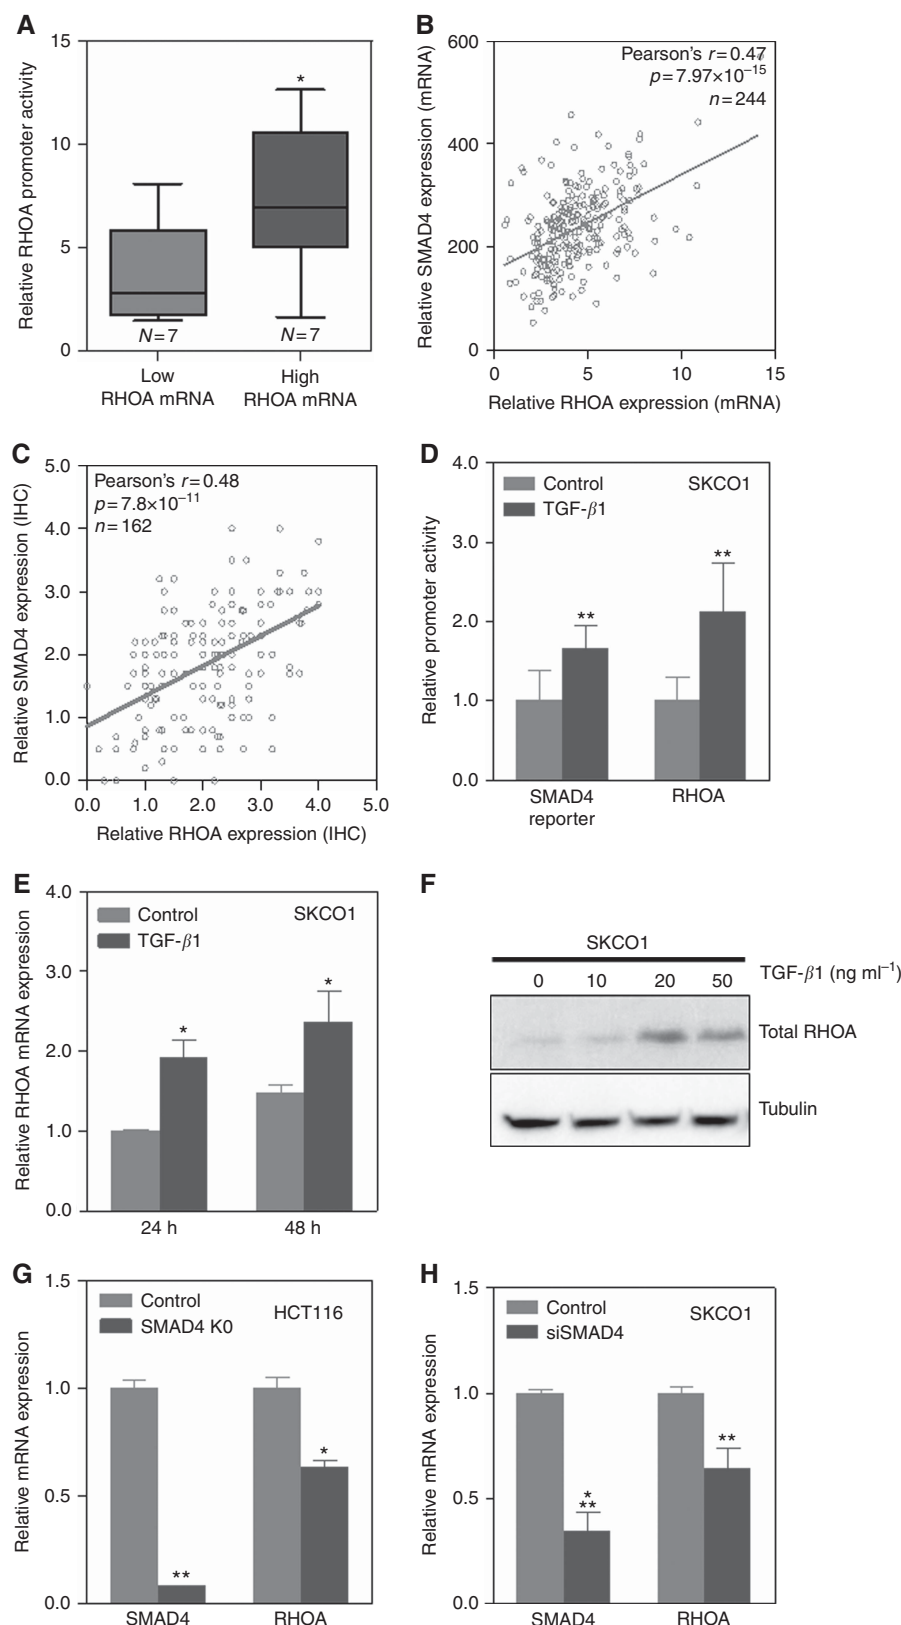 A
Relative RHOA promoter activity
15
10
5
0
*
N=7
N=7
Low
RHOA mRNA
High
RHOA mRNA
B
Relative SMAD4 expression (mRNA)
600
400
200
0
Pearson's r=0.47
p=7.97×10⁻¹⁵
n=244
0 5 10 15
Relative RHOA expression (mRNA)
C
Relative SMAD4 expression (IHC)
5.0
4.0
3.0
2.0
1.0
0.0
Pearson's r=0.48
p=7.8×10⁻¹¹
n=162
0.0 1.0 2.0 3.0 4.0 5.0
Relative RHOA expression (IHC)
D
Relative promoter activity
4.0
3.0
2.0
1.0
0.0
Control
TGF-β1
SKCO1
**
**
SMAD4
reporter
RHOA
E
Relative RHOA mRNA expression
4.0
3.0
2.0
1.0
0.0
Control
TGF-β1
SKCO1
*
*
24 h
48 h
F
SKCO1
0 10 20 50 TGF-β1 (ng ml⁻¹)
Total RHOA
Tubulin
G
Relative mRNA expression
1.5
1.0
0.5
0.0
Control
SMAD4 K0
HCT116
**
*
SMAD4
RHOA
H
Relative mRNA expression
1.5
1.0
0.5
0.0
Control
siSMAD4
SKCO1
*
**
**
SMAD4
RHOA